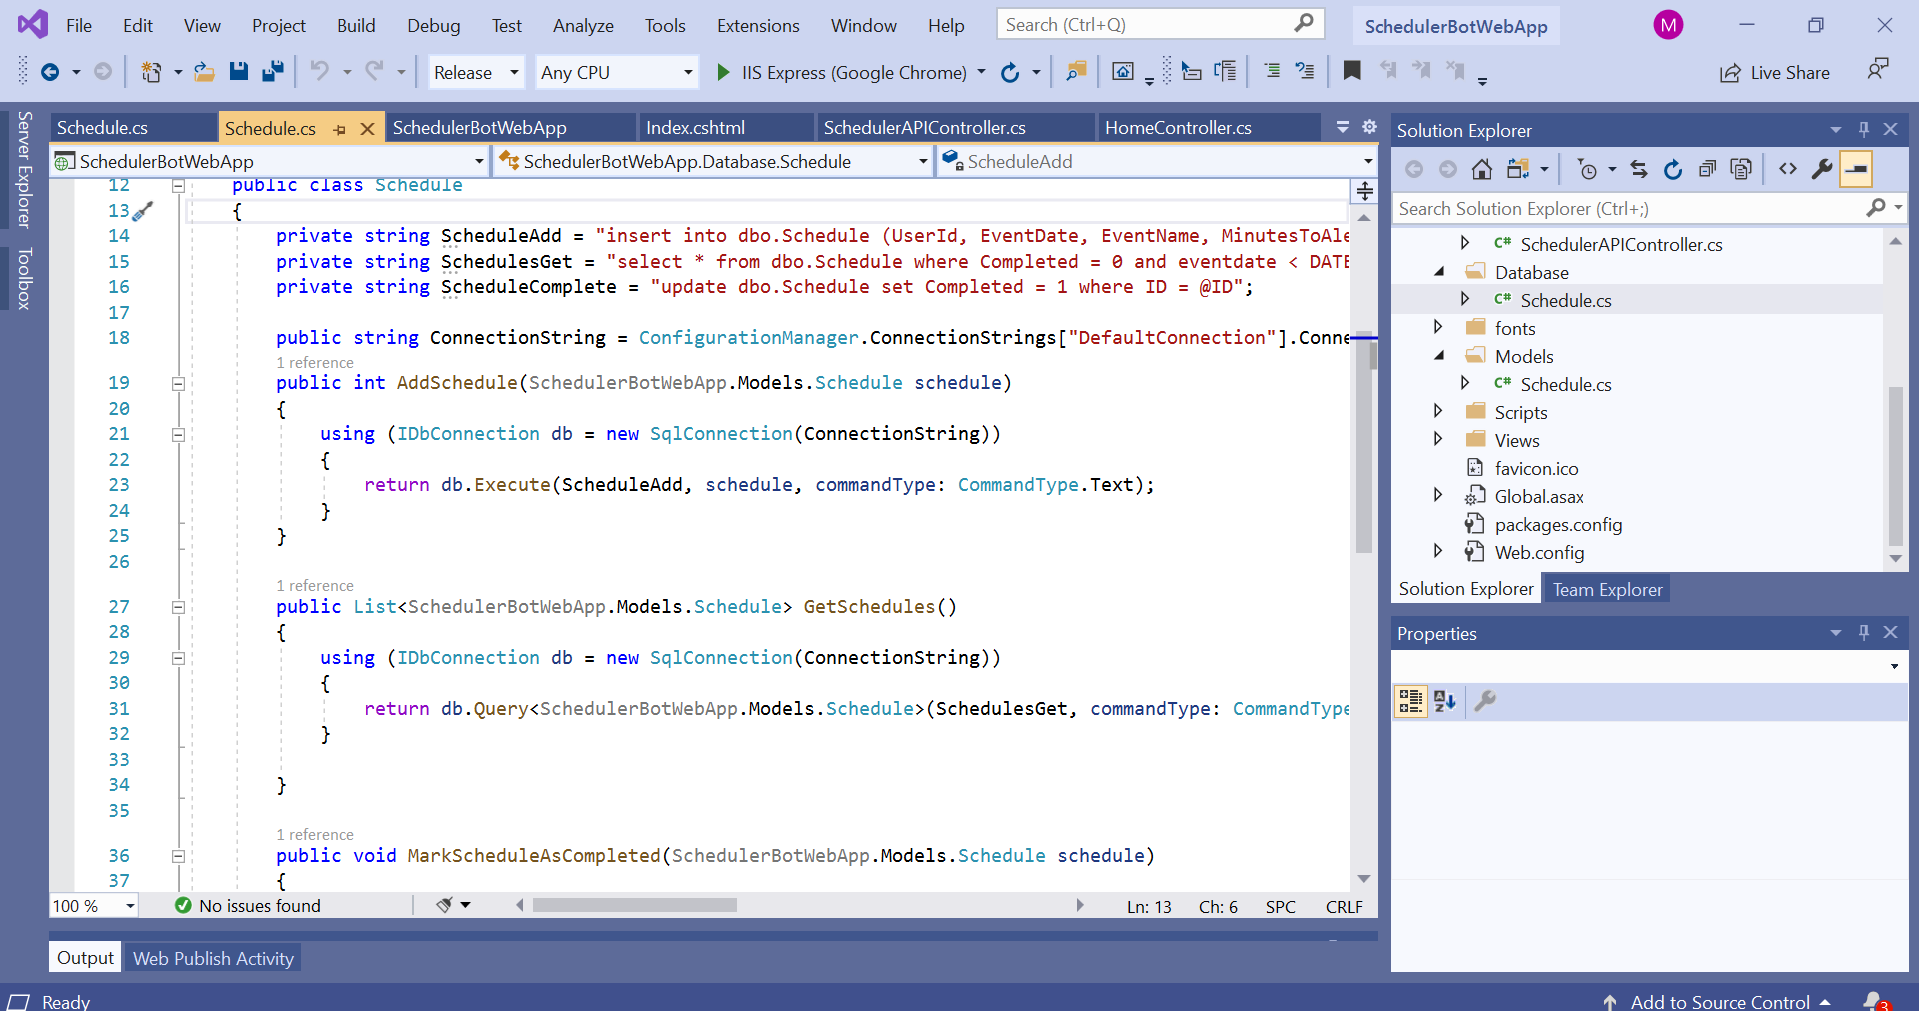 File Edit View Project Build Debug Test Analyze Tools Extensions Window Help Search (Ctrl+Q) SchedulerBotWebApp M
Release Any CPU IIS Express (Google Chrome) Live Share
Server Explorer
Toolbox
Schedule.cs Schedule.cs SchedulerBotWebApp Index.cshtml SchedulerAPIController.cs HomeController.cs
SchedulerBotWebApp SchedulerBotWebApp.Database.Schedule ScheduleAdd
12 public class Schedule
13 {
14 private string ScheduleAdd = "insert into dbo.Schedule (UserId, EventDate, EventName, MinutesToAle
15 private string SchedulesGet = "select * from dbo.Schedule where Completed = 0 and eventdate < DATE
16 private string ScheduleComplete = "update dbo.Schedule set Completed = 1 where ID = @ID";
17
18 public string ConnectionString = ConfigurationManager.ConnectionStrings["DefaultConnection"].Conne
1 reference
19 public int AddSchedule(SchedulerBotWebApp.Models.Schedule schedule)
20 {
21 using (IDbConnection db = new SqlConnection(ConnectionString))
22 {
23 return db.Execute(ScheduleAdd, schedule, commandType: CommandType.Text);
24 }
25 }
26
1 reference
27 public List<SchedulerBotWebApp.Models.Schedule> GetSchedules()
28 {
29 using (IDbConnection db = new SqlConnection(ConnectionString))
30 {
31 return db.Query<SchedulerBotWebApp.Models.Schedule>(SchedulesGet, commandType: CommandType
32 }
33
34 }
35
1 reference
36 public void MarkScheduleAsCompleted(SchedulerBotWebApp.Models.Schedule schedule)
37 {
100 % No issues found Ln: 13 Ch: 6 SPC CRLF
Output Web Publish Activity
Solution Explorer
Search Solution Explorer (Ctrl+;)
C# SchedulerAPIController.cs
Database
C# Schedule.cs
fonts
Models
C# Schedule.cs
Scripts
Views
favicon.ico
Global.asax
packages.config
Web.config
Solution Explorer Team Explorer
Properties
Ready Add to Source Control 3